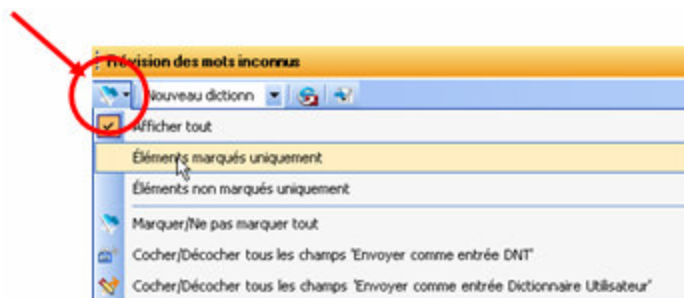 Prévision des mots inconnus
Nouveau dictionn
Afficher tout
Éléments marqués uniquement
Éléments non marqués uniquement
Marquer/Ne pas marquer tout
Cocher/Décocher tous les champs 'Envoyer comme entrée DNT'
Cocher/Décocher tous les champs 'Envoyer comme entrée Dictionnaire Utilisateur'